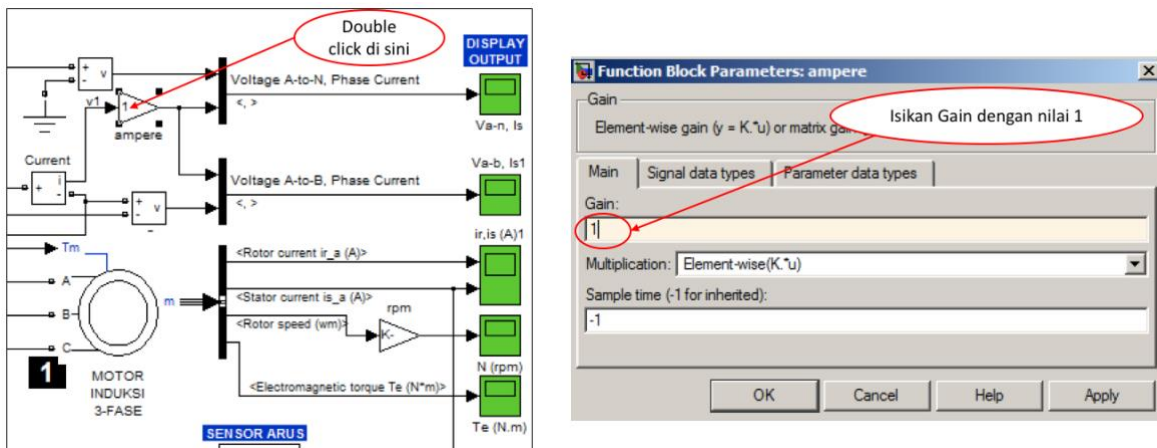 Double
click di sini
DISPLAY
OUTPUT
+
-
v
Voltage A-to-N, Phase Current
<, >
v1
1
ampere
Va-n, Is
Current
+
-
i
Va-b, Is1
Voltage A-to-B, Phase Current
<, >
+
-
v
-
ir,is (A)1
Tm
<Rotor current ir_a (A)>
A
m
<Stator current is_a (A)>
rpm
B
<Rotor speed (wm)>
K-
C
N (rpm)
1
MOTOR
INDUKSI
3-FASE
<Electromagnetic torque Te (N*m)>
Te (N.m)
SENSOR ARUS
Function Block Parameters: ampere
Gain
Isikan Gain dengan nilai 1
Element-wise gain (y = K.*u) or matrix
Main
Signal data types
Parameter data types
Gain:
1
Multiplication:
Element-wise(K.*u)
Sample time (-1 for inherited):
-1
OK
Cancel
Help
Apply